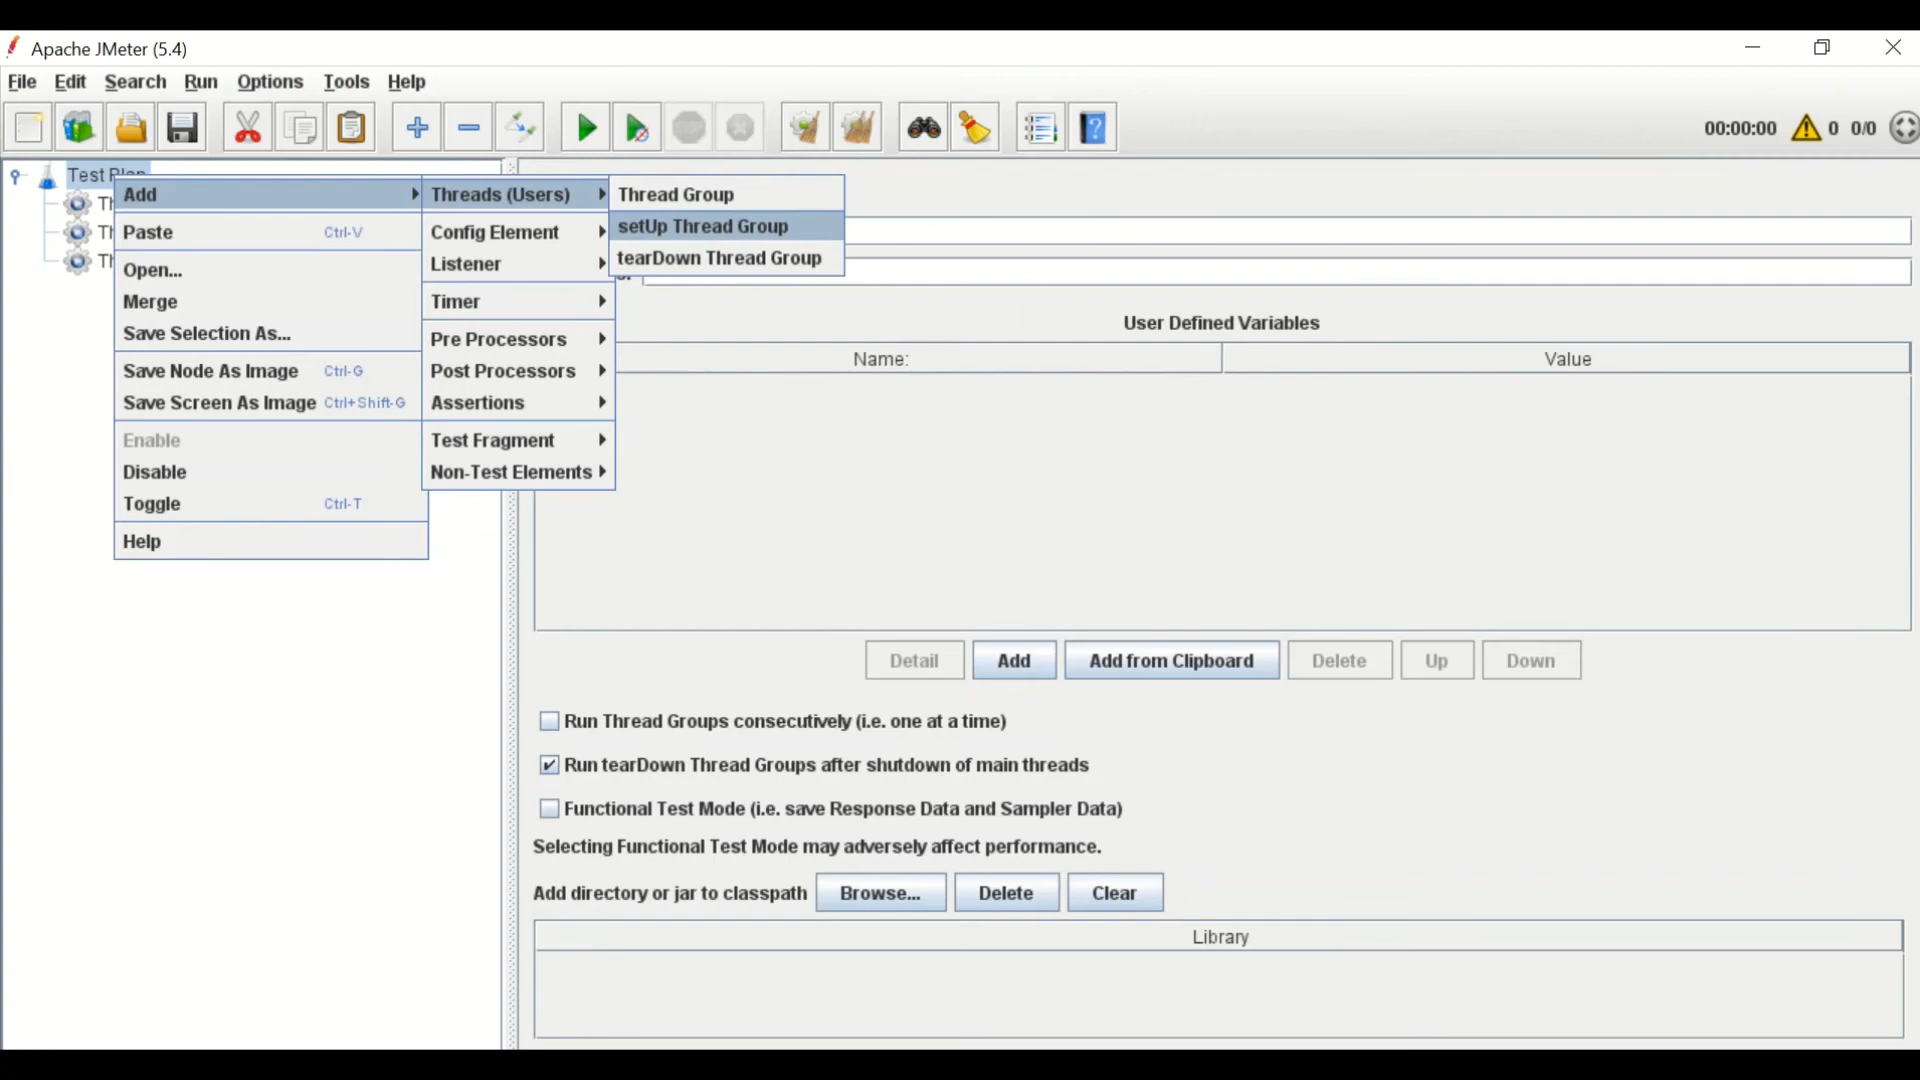 Apache JMeter (5.4)
File Edit Search Run Options Tools Help
00:00:00 0 0/0
Test Plan
Add
Paste Ctrl-V
Open...
Merge
Save Selection As...
Save Node As Image Ctrl-G
Save Screen As Image Ctrl+Shift-G
Enable
Disable
Toggle Ctrl-T
Help
Threads (Users)
Config Element
Listener
Timer
Pre Processors
Post Processors
Assertions
Test Fragment
Non-Test Elements
Thread Group
setUp Thread Group
tearDown Thread Group
User Defined Variables
Name: Value
Detail Add Add from Clipboard Delete Up Down
Run Thread Groups consecutively (i.e. one at a time)
Run tearDown Thread Groups after shutdown of main threads
Functional Test Mode (i.e. save Response Data and Sampler Data)
Selecting Functional Test Mode may adversely affect performance.
Add directory or jar to classpath Browse... Delete Clear
Library